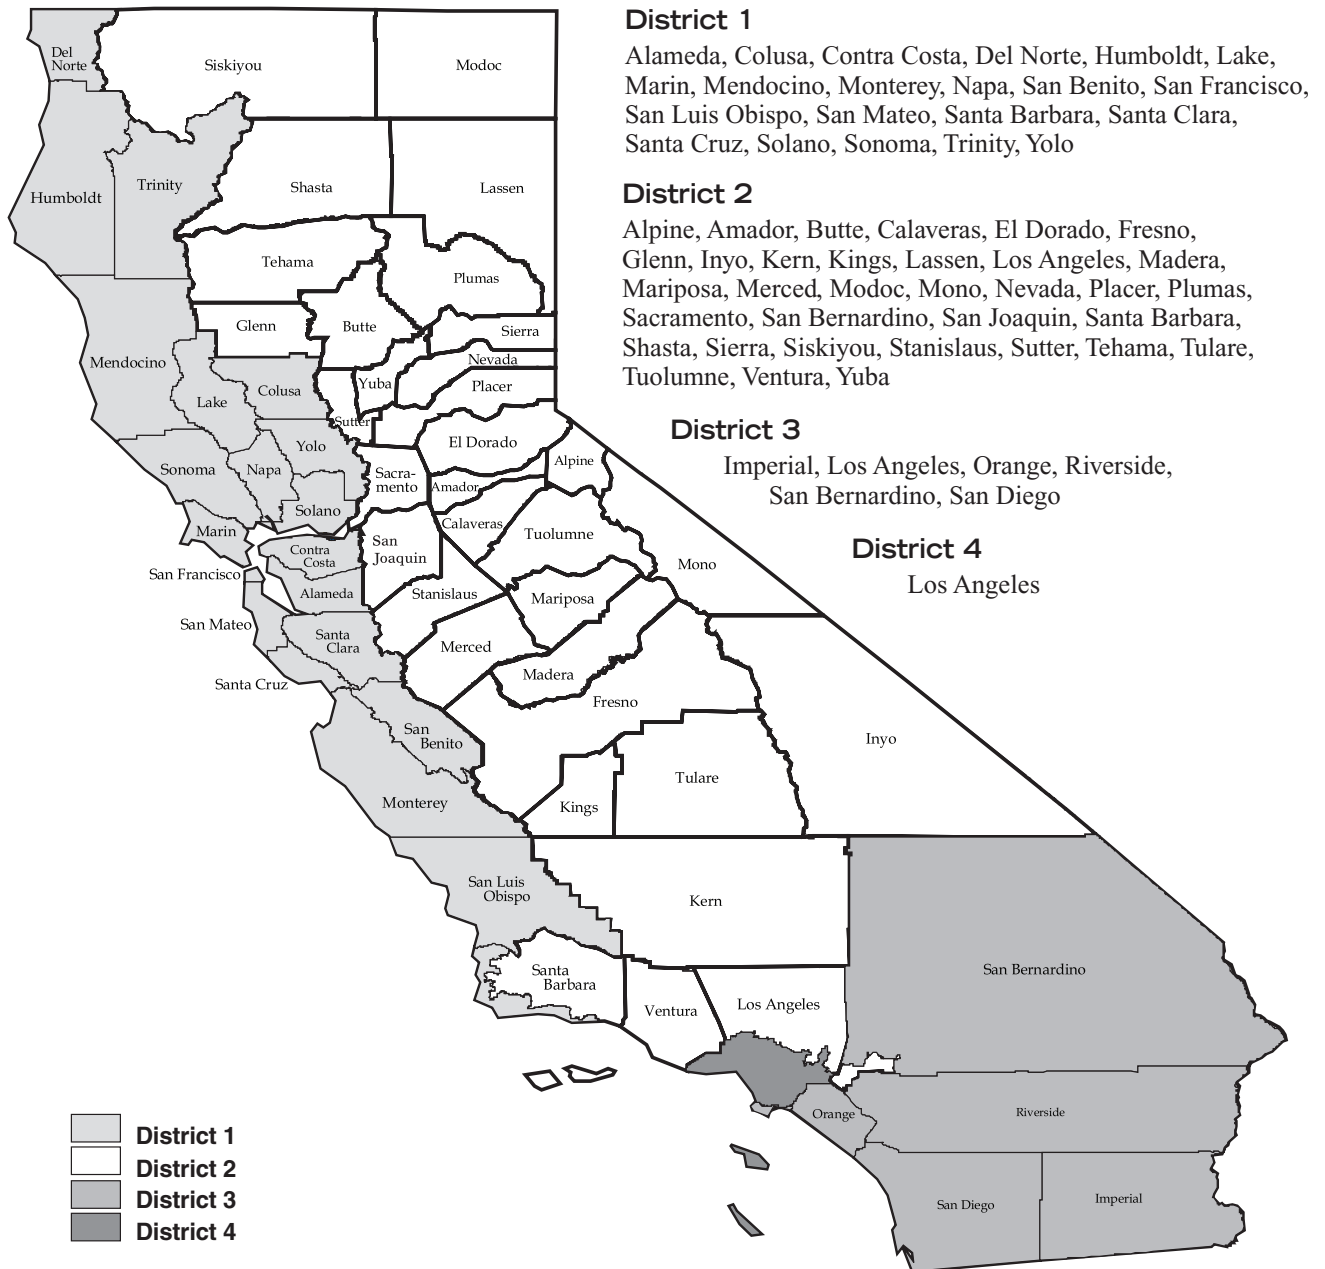 District 1
Alameda, Colusa, Contra Costa, Del Norte, Humboldt, Lake,
Marin, Mendocino, Monterey, Napa, San Benito, San Francisco,
San Luis Obispo, San Mateo, Santa Barbara, Santa Clara,
Santa Cruz, Solano, Sonoma, Trinity, Yolo
District 2
Alpine, Amador, Butte, Calaveras, El Dorado, Fresno,
Glenn, Inyo, Kern, Kings, Lassen, Los Angeles, Madera,
Mariposa, Merced, Modoc, Mono, Nevada, Placer, Plumas,
Sacramento, San Bernardino, San Joaquin, Santa Barbara,
Shasta, Sierra, Siskiyou, Stanislaus, Sutter, Tehama, Tulare,
Tuolumne, Ventura, Yuba
District 3
Imperial, Los Angeles, Orange, Riverside,
San Bernardino, San Diego
District 4
Los Angeles
Del
Norte
Siskiyou
Modoc
Humboldt
Trinity
Shasta
Lassen
Tehama
Plumas
Glenn
Butte
Sierra
Mendocino
Nevada
Lake
Colusa
Yuba
Placer
Sutter
Yolo
El Dorado
Sonoma
Napa
Sacra-
mento
Alpine
Amador
Solano
Marin
Calaveras
Tuolumne
Contra
Costa
San
Joaquin
Mono
San Francisco
Alameda
Stanislaus
Mariposa
San Mateo
Santa
Clara
Merced
Santa Cruz
Madera
Fresno
San
Benito
Inyo
Monterey
Kings
Tulare
San Luis
Obispo
Kern
Santa
Barbara
San Bernardino
Ventura
Los Angeles
Orange
Riverside
San Diego
Imperial
District 1
District 2
District 3
District 4